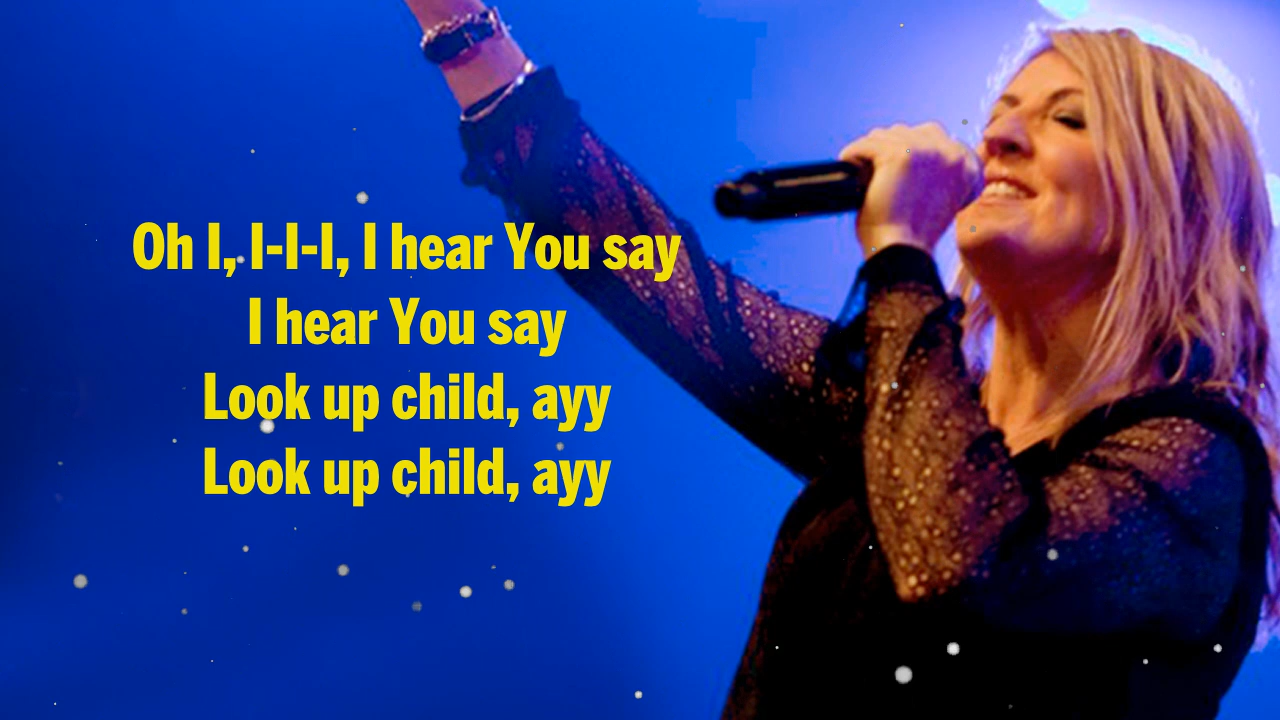 Oh I, I-I-I, I hear You say
I hear You say
Look up child, ayy
Look up child, ayy